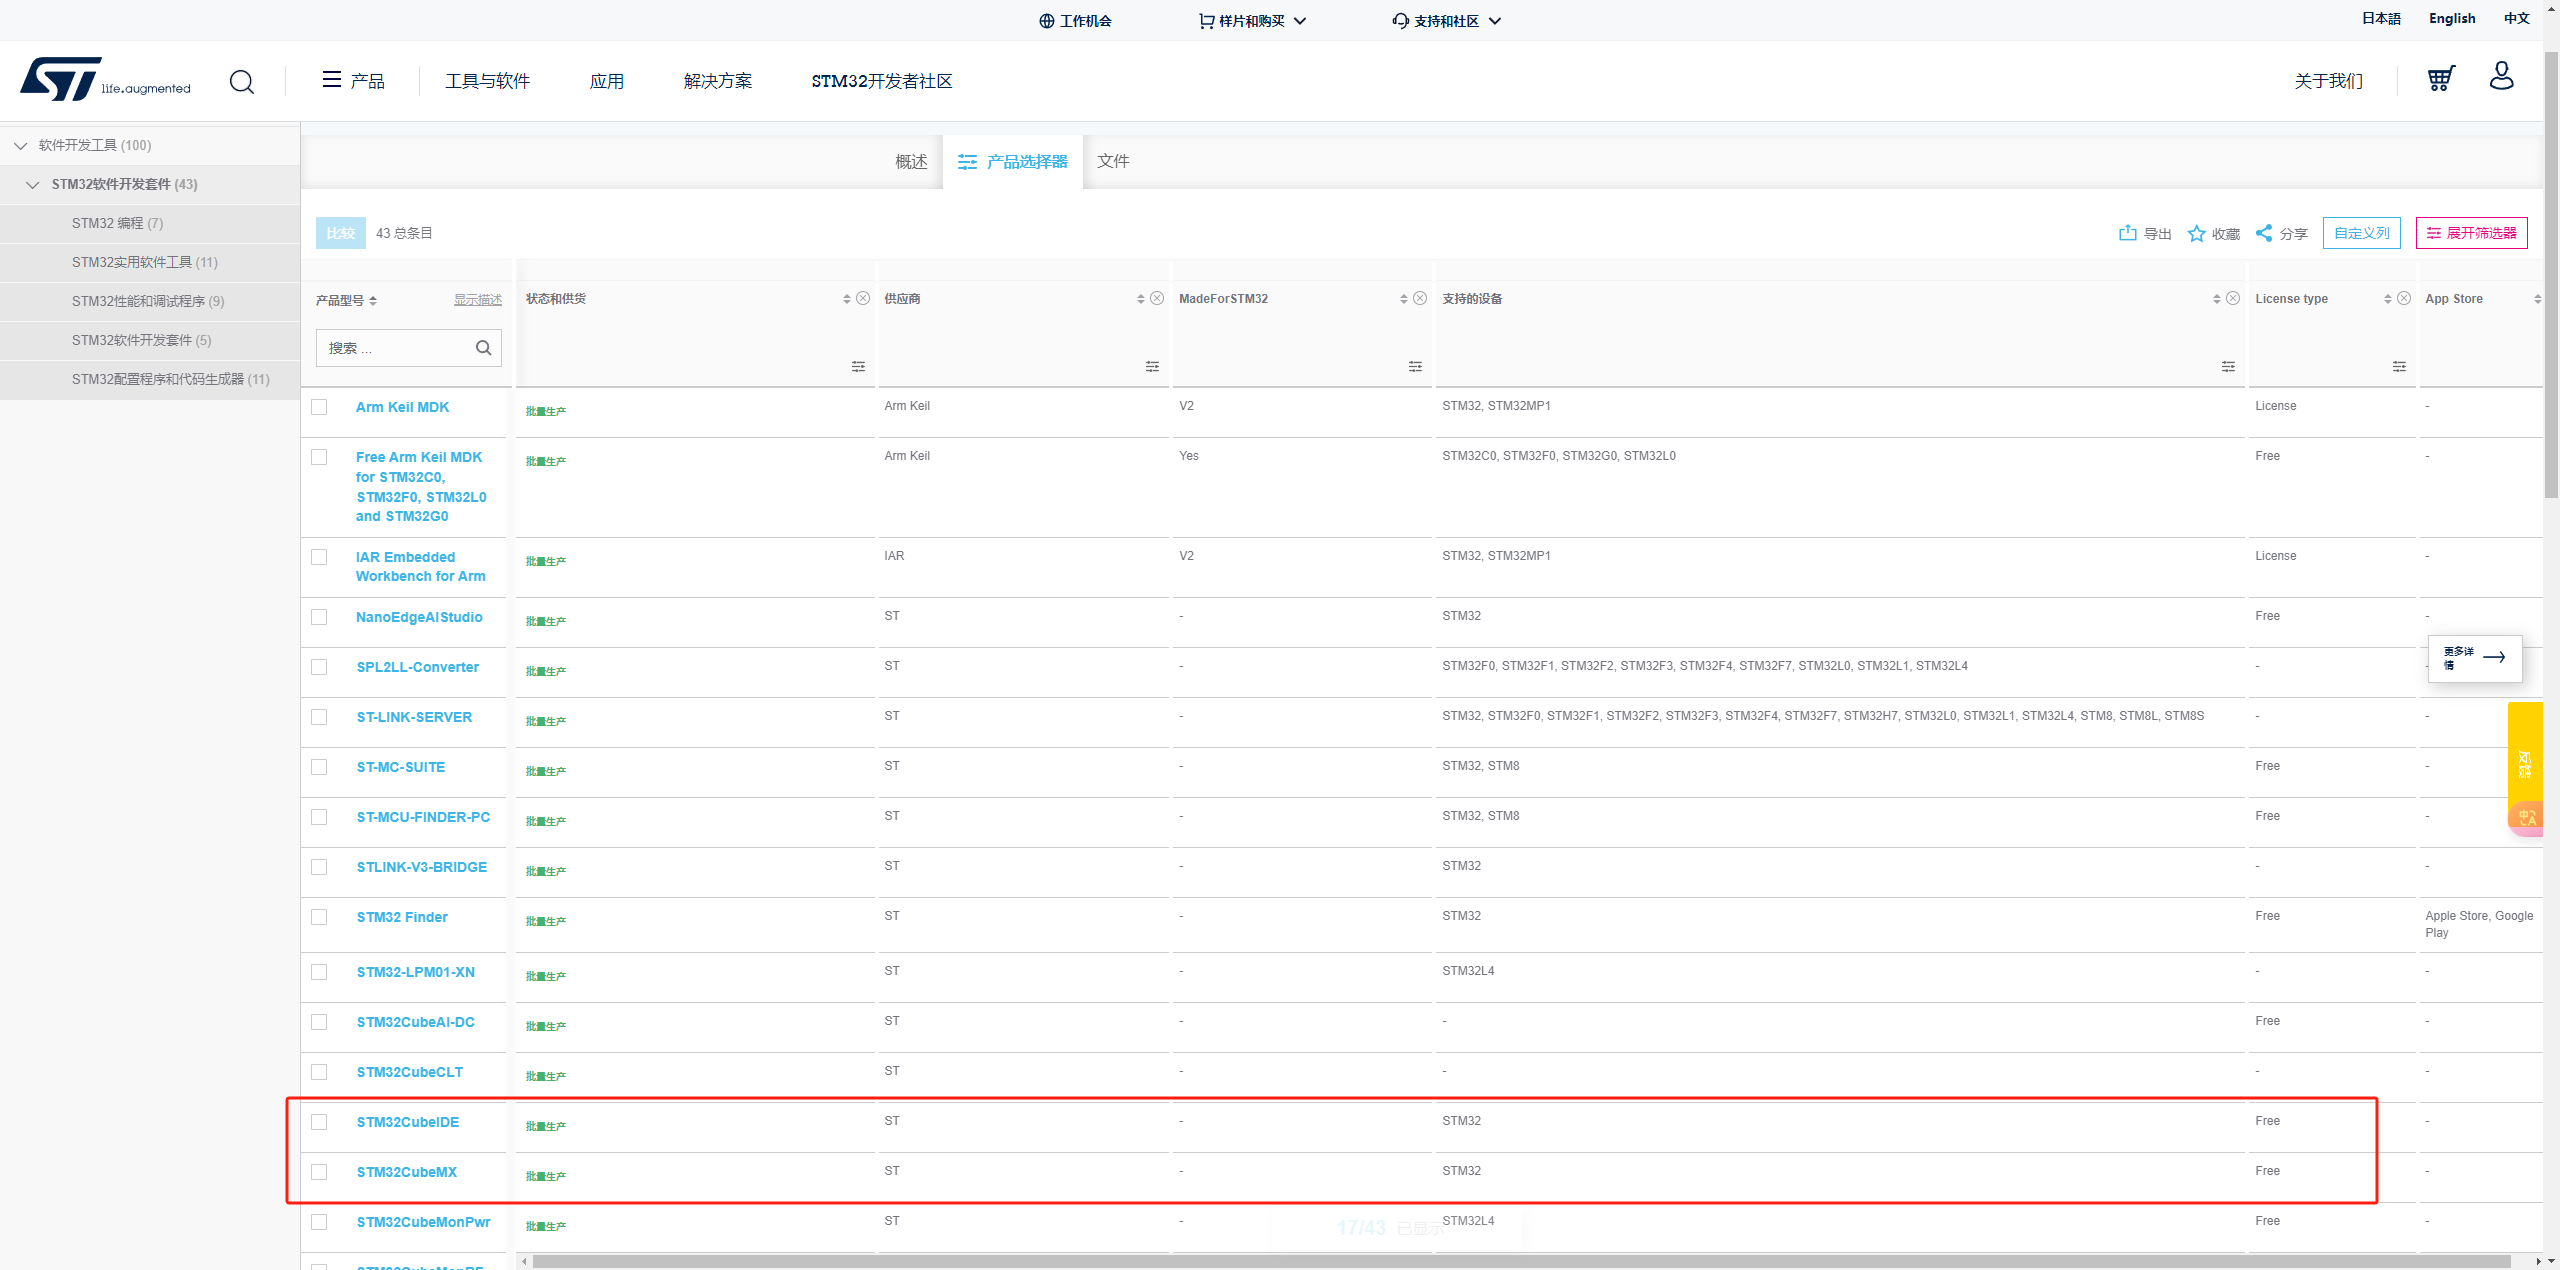 工作机会 样片和购买 支持和社区 日本語 English 中文
ST life.augmented 产品 工具与软件 应用 解决方案 STM32开发者社区 关于我们
软件开发工具 (100)
STM32软件开发套件 (43)
STM32 编程 (7)
STM32实用软件工具 (11)
STM32性能和调试程序 (9)
STM32软件开发套件 (5)
STM32配置程序和代码生成器 (11)
概述 产品选择器 文件
比较 43 总条目 导出 收藏 分享 自定义列 展开筛选器
产品型号 显示描述 状态和供货 供应商 MadeForSTM32 支持的设备 License type App Store
搜索 ...
Arm Keil MDK 批量生产 Arm Keil V2 STM32, STM32MP1 License -
Free Arm Keil MDK 批量生产 Arm Keil Yes STM32C0, STM32F0, STM32G0, STM32L0 Free -
for STM32C0,
STM32F0, STM32L0
and STM32G0
IAR Embedded 批量生产 IAR V2 STM32, STM32MP1 License -
Workbench for Arm
NanoEdgeAIStudio 批量生产 ST - STM32 Free -
SPL2LL-Converter 批量生产 ST - STM32F0, STM32F1, STM32F2, STM32F3, STM32F4, STM32F7, STM32L0, STM32L1, STM32L4 - -
更多详
情
ST-LINK-SERVER 批量生产 ST - STM32, STM32F0, STM32F1, STM32F2, STM32F3, STM32F4, STM32F7, STM32H7, STM32L0, STM32L1, STM32L4, STM8, STM8L, STM8S - -
反馈
ST-MC-SUITE 批量生产 ST - STM32, STM8 Free -
ST-MCU-FINDER-PC 批量生产 ST - STM32, STM8 Free -
中 A
STLINK-V3-BRIDGE 批量生产 ST - STM32 - -
STM32 Finder 批量生产 ST - STM32 Free Apple Store, Google
Play
STM32-LPM01-XN 批量生产 ST - STM32L4 - -
STM32CubeAI-DC 批量生产 ST - - Free -
STM32CubeCLT 批量生产 ST - - - -
STM32CubeIDE 批量生产 ST - STM32 Free -
STM32CubeMX 批量生产 ST - STM32 Free -
STM32CubeMonPwr 批量生产 ST - STM32L4 Free -
17/43 已显示